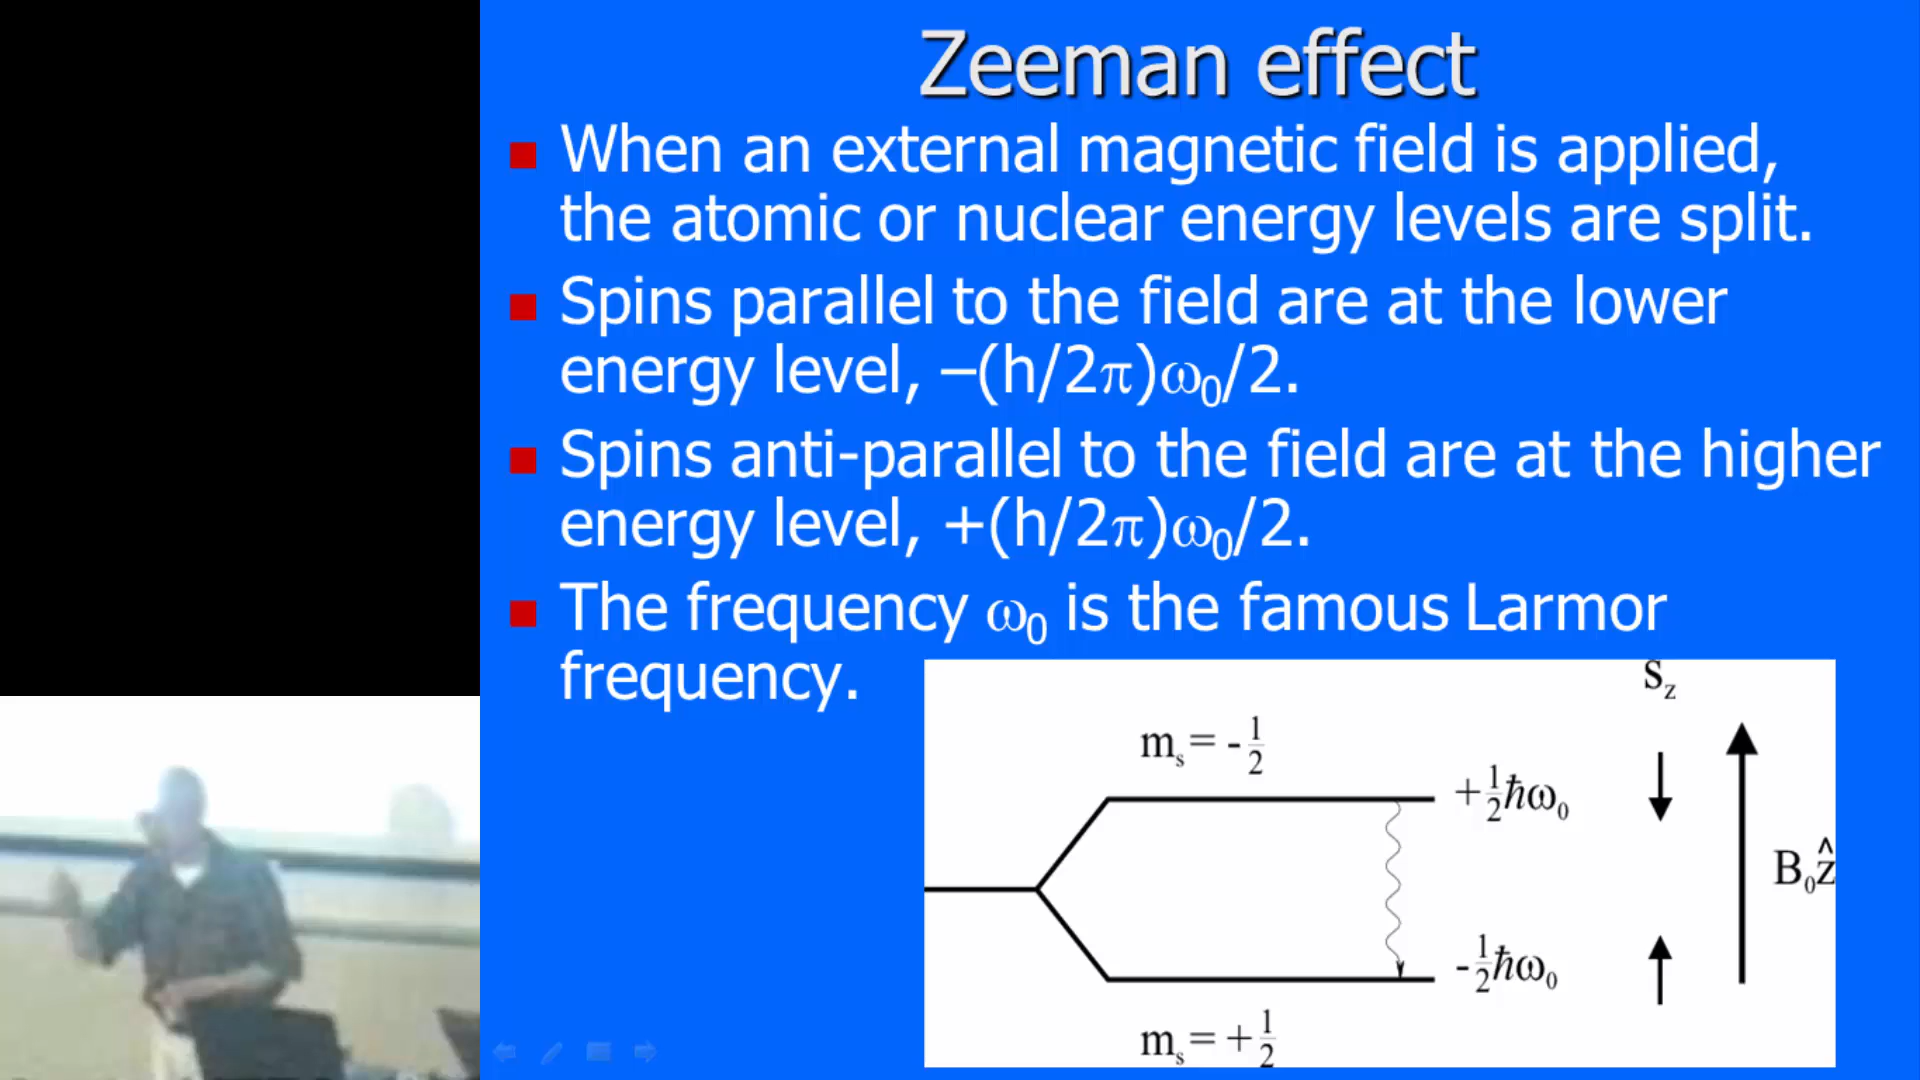 Zeeman effect
When an external magnetic field is applied,
the atomic or nuclear energy levels are split.
Spins parallel to the field are at the lower
energy level, –(h/2π)ω₀/2.
Spins anti-parallel to the field are at the higher
energy level, +(h/2π)ω₀/2.
The frequency ω₀ is the famous Larmor
frequency.
S_z
mₛ= -½
+½ħω₀
B₀ẑ
-½ħω₀
mₛ= +½